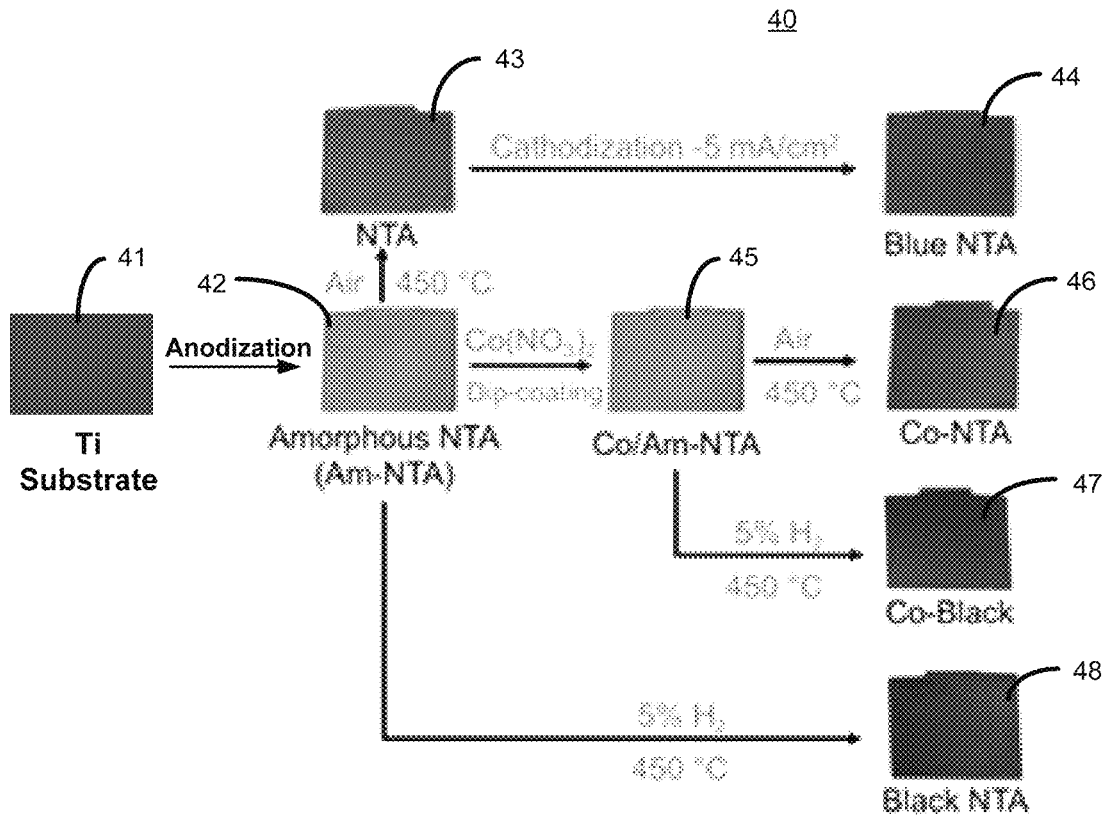 40
43
44
Cathodization -5 mA/cm²
NTA
Blue NTA
41
42
Air
450 °C
45
46
Anodization
Co(NO₃)₂
Dip-coating
Air
450 °C
Ti
Substrate
Amorphous NTA
(Am-NTA)
Co/Am-NTA
Co-NTA
47
5% H₂
450 °C
Co-Black
48
5% H₂
450 °C
Black NTA